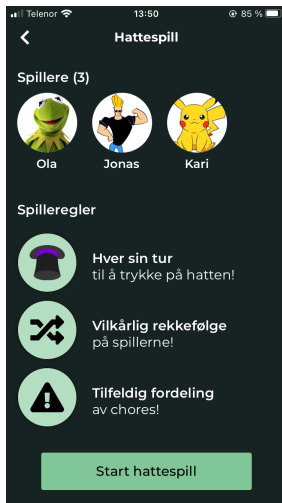 Telenor 13:50 85 %
Hattespill
Spillere (3)
Ola Jonas Kari
Spilleregler
Hver sin tur
til å trykke på hatten!
Vilkårlig rekkefølge
på spillerne!
Tilfeldig fordeling
av chores!
Start hattespill